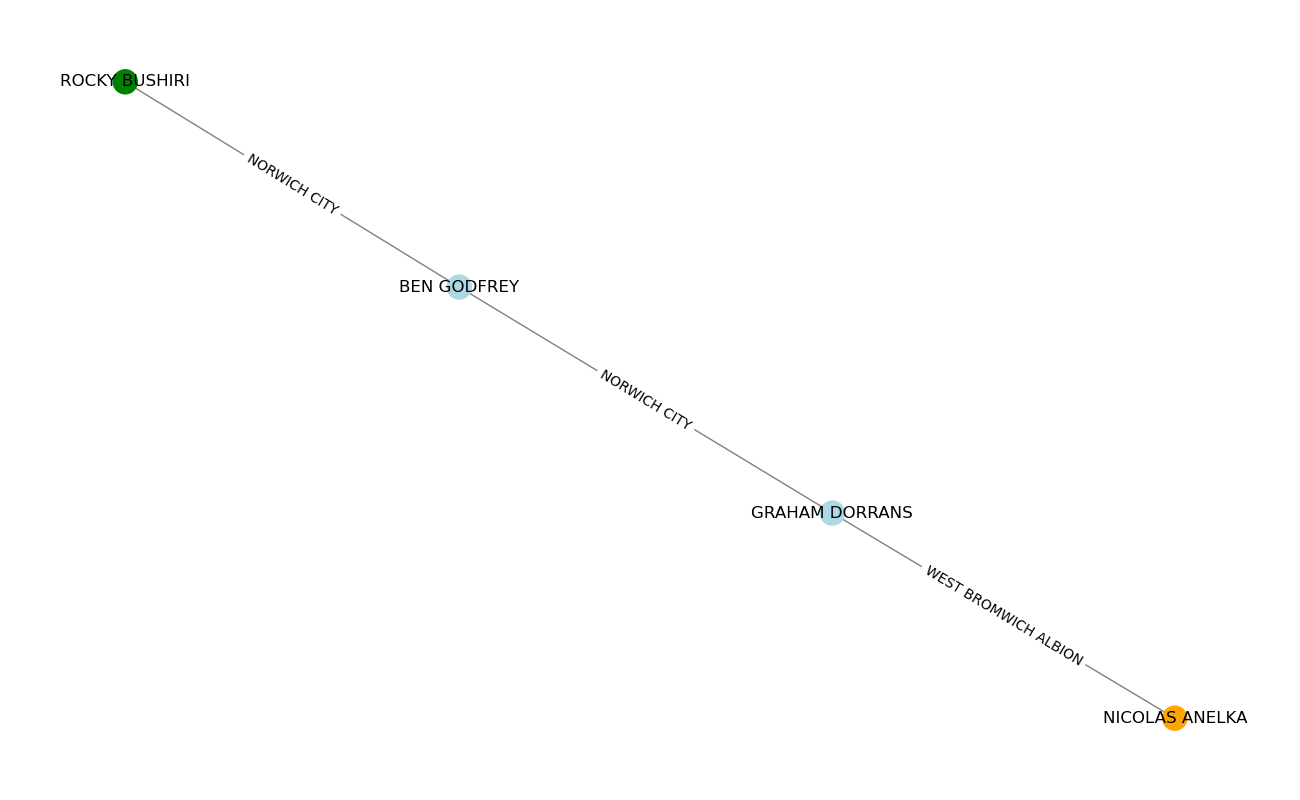 ROCKY BUSHIRI
NORWICH CITY
BEN GODFREY
NORWICH CITY
GRAHAM DORRANS
WEST BROMWICH ALBION
NICOLAS ANELKA